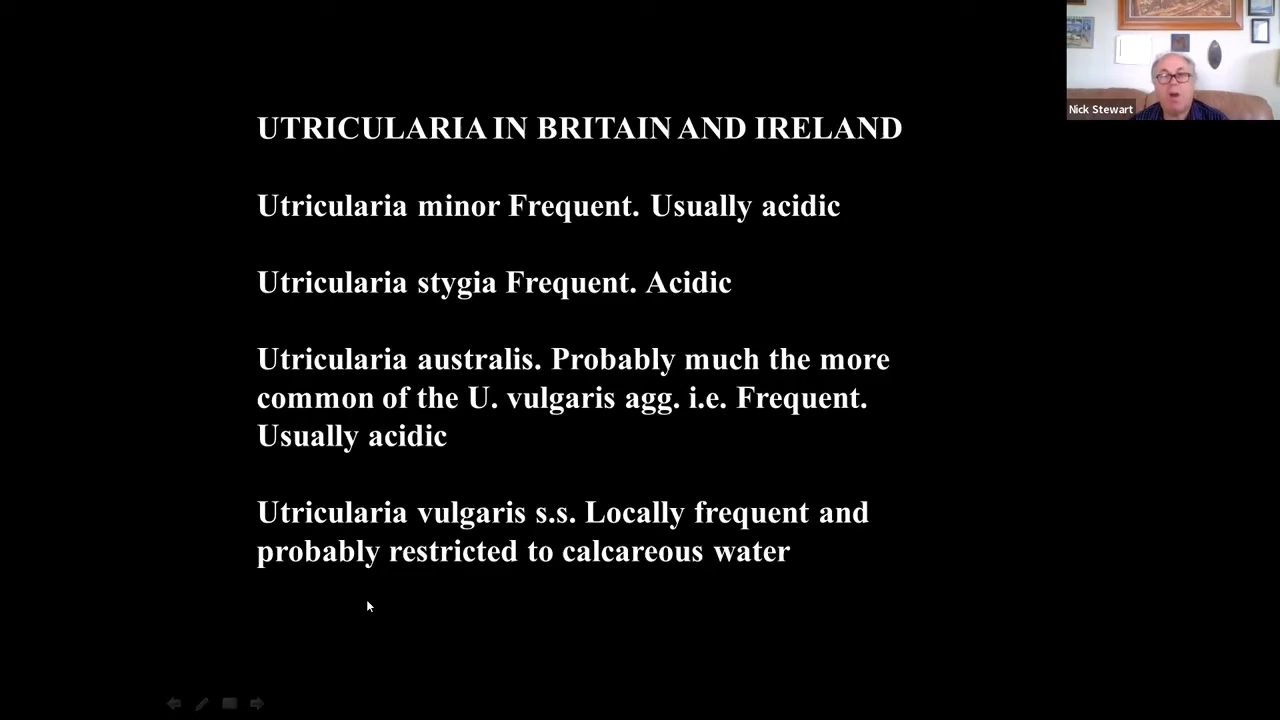 UTRICULARIA IN BRITAIN AND IRELAND
Utricularia minor Frequent. Usually acidic
Utricularia stygia Frequent. Acidic
Utricularia australis. Probably much the more
common of the U. vulgaris agg. i.e. Frequent.
Usually acidic
Utricularia vulgaris s.s. Locally frequent and
probably restricted to calcareous water
Nick Stewart